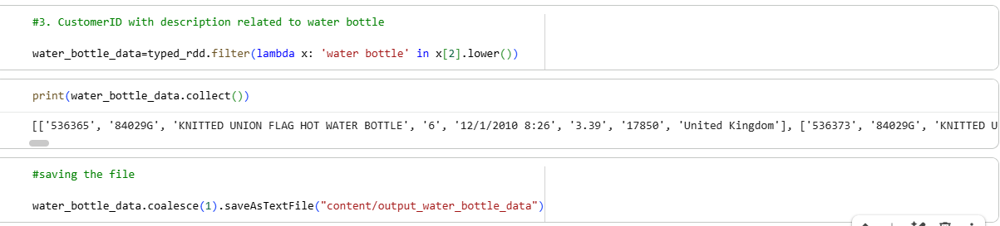 #3. CustomerID with description related to water bottle
water_bottle_data=typed_rdd.filter(lambda x: 'water bottle' in x[2].lower())
print(water_bottle_data.collect())
[['536365', '84029G', 'KNITTED UNION FLAG HOT WATER BOTTLE', '6', '12/1/2010 8:26', '3.39', '17850', 'United Kingdom'], ['536373', '84029G', 'KNITTED U
#saving the file
water_bottle_data.coalesce(1).saveAsTextFile("content/output_water_bottle_data")